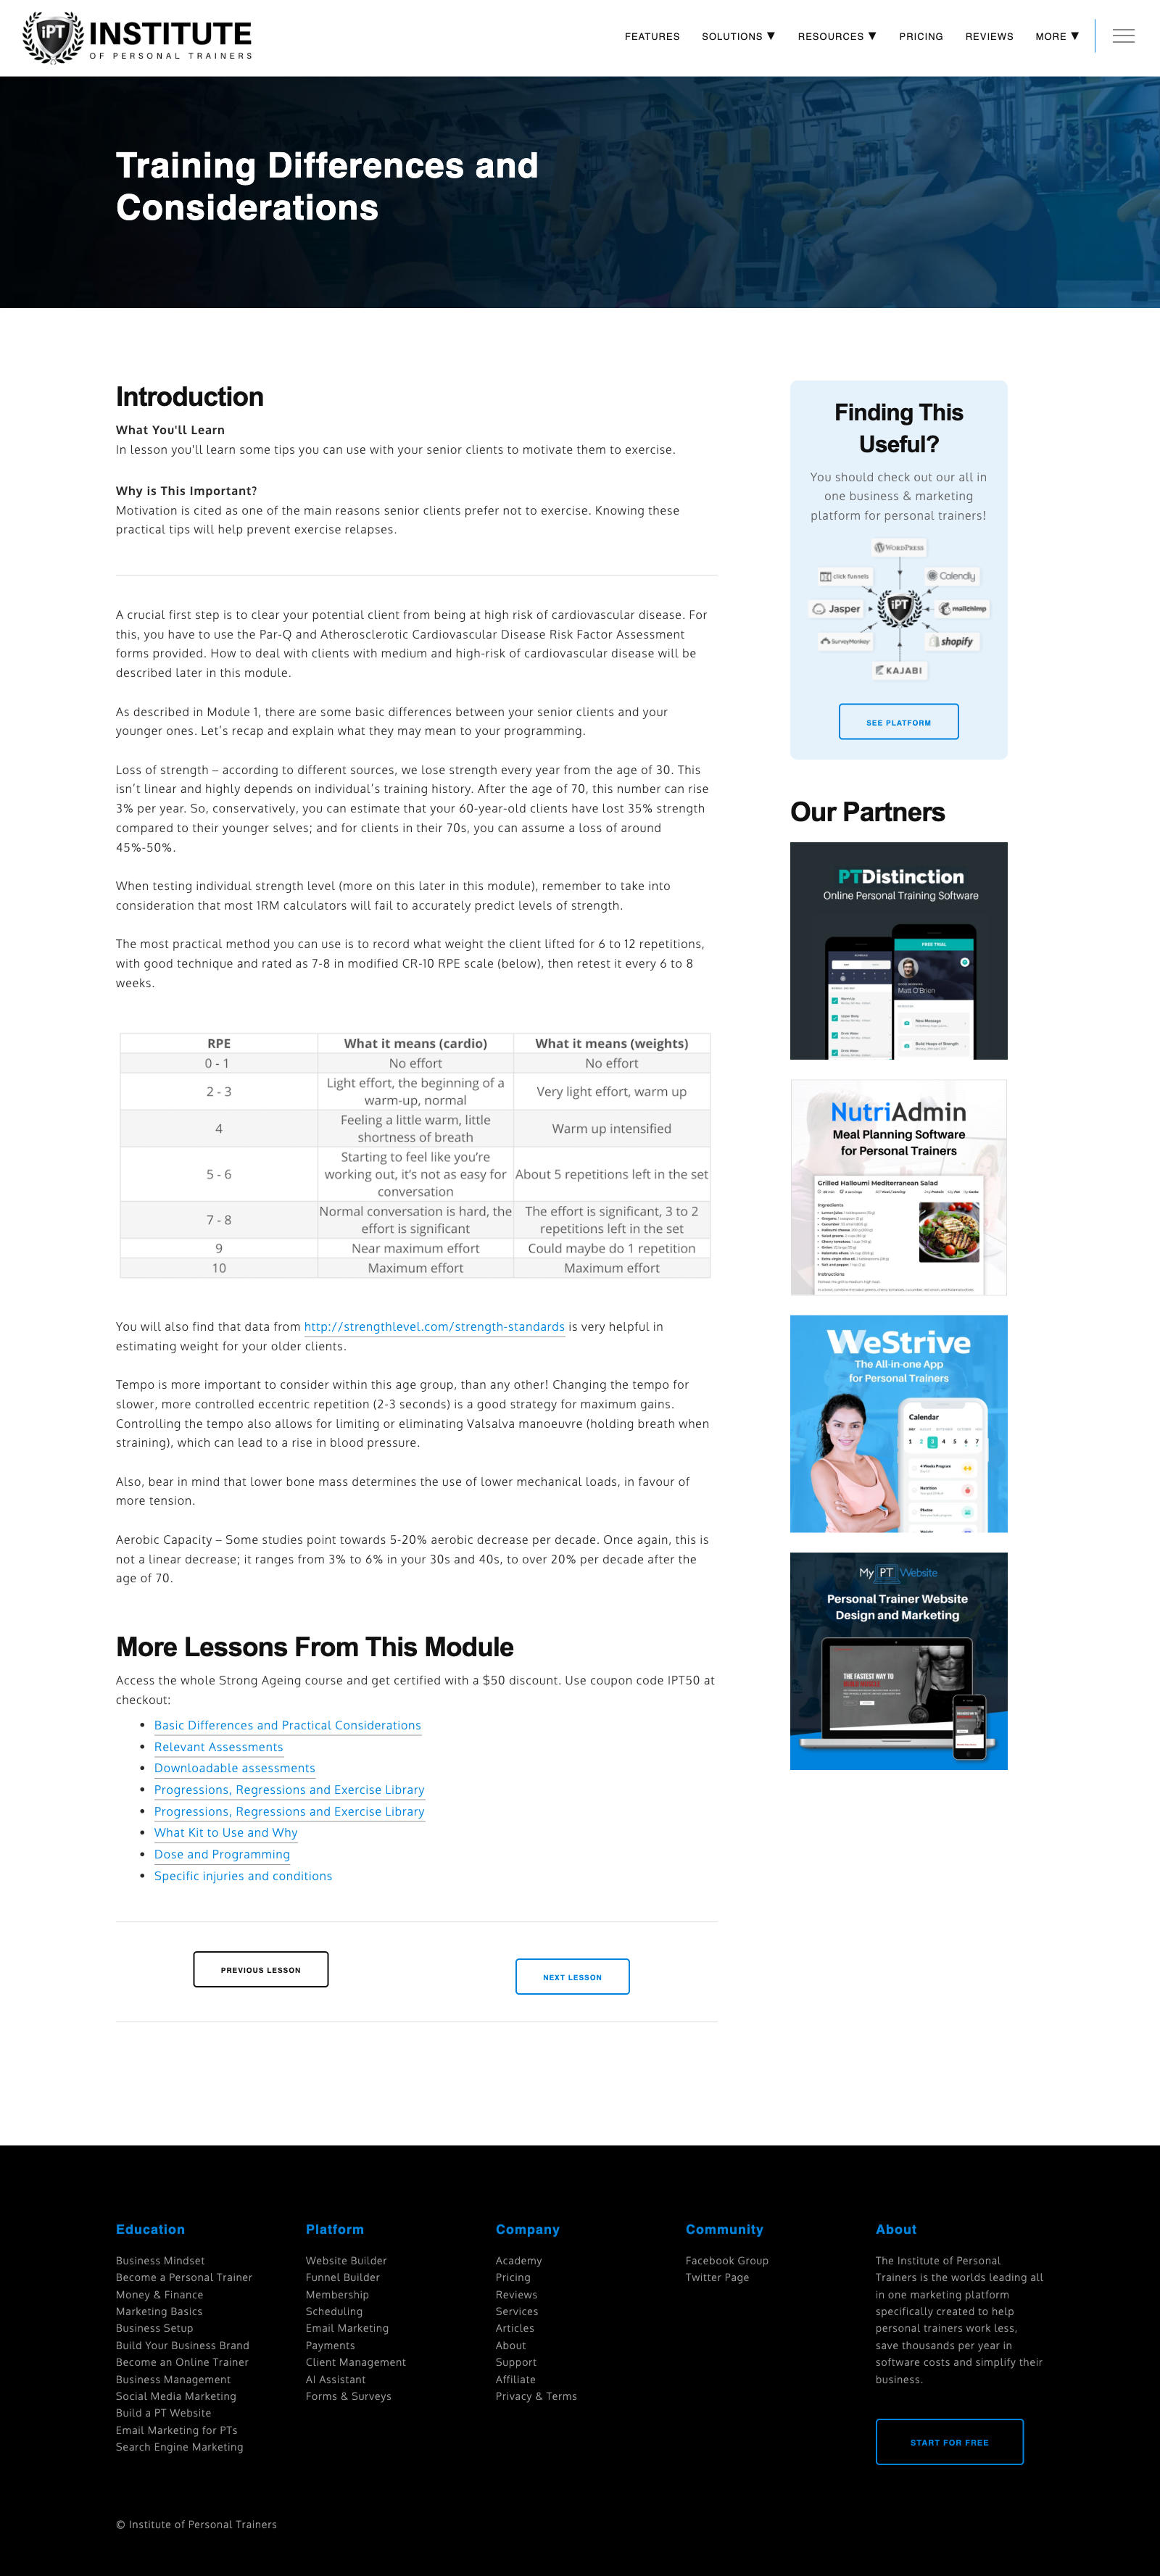 iPT INSTITUTE
OF PERSONAL TRAINERS
FEATURES SOLUTIONS ▼ RESOURCES ▼ PRICING REVIEWS MORE ▼
Training Differences and
Considerations
Introduction
What You'll Learn
In lesson you'll learn some tips you can use with your senior clients to motivate them to exercise.
Why is This Important?
Motivation is cited as one of the main reasons senior clients prefer not to exercise. Knowing these
practical tips will help prevent exercise relapses.
A crucial first step is to clear your potential client from being at high risk of cardiovascular disease. For
this, you have to use the Par-Q and Atherosclerotic Cardiovascular Disease Risk Factor Assessment
forms provided. How to deal with clients with medium and high-risk of cardiovascular disease will be
described later in this module.
As described in Module 1, there are some basic differences between your senior clients and your
younger ones. Let's recap and explain what they may mean to your programming.
Loss of strength – according to different sources, we lose strength every year from the age of 30. This
isn't linear and highly depends on individual's training history. After the age of 70, this number can rise
3% per year. So, conservatively, you can estimate that your 60-year-old clients have lost 35% strength
compared to their younger selves; and for clients in their 70s, you can assume a loss of around
45%-50%.
When testing individual strength level (more on this later in this module), remember to take into
consideration that most 1RM calculators will fail to accurately predict levels of strength.
The most practical method you can use is to record what weight the client lifted for 6 to 12 repetitions,
with good technique and rated as 7-8 in modified CR-10 RPE scale (below), then retest it every 6 to 8
weeks.
RPE What it means (cardio) What it means (weights)
0 - 1 No effort No effort
2 - 3 Light effort, the beginning of a warm-up, normal Very light effort, warm up
4 Feeling a little warm, little shortness of breath Warm up intensified
5 - 6 Starting to feel like you're working out, it's not as easy for conversation About 5 repetitions left in the set
7 - 8 Normal conversation is hard, the effort is significant The effort is significant, 3 to 2 repetitions left in the set
9 Near maximum effort Could maybe do 1 repetition
10 Maximum effort Maximum effort
You will also find that data from http://strengthlevel.com/strength-standards is very helpful in
estimating weight for your older clients.
Tempo is more important to consider within this age group, than any other! Changing the tempo for
slower, more controlled eccentric repetition (2-3 seconds) is a good strategy for maximum gains.
Controlling the tempo also allows for limiting or eliminating Valsalva manoeuvre (holding breath when
straining), which can lead to a rise in blood pressure.
Also, bear in mind that lower bone mass determines the use of lower mechanical loads, in favour of
more tension.
Aerobic Capacity – Some studies point towards 5-20% aerobic decrease per decade. Once again, this is
not a linear decrease; it ranges from 3% to 6% in your 30s and 40s, to over 20% per decade after the
age of 70.
More Lessons From This Module
Access the whole Strong Ageing course and get certified with a $50 discount. Use coupon code IPT50 at
checkout:
• Basic Differences and Practical Considerations
• Relevant Assessments
• Downloadable assessments
• Progressions, Regressions and Exercise Library
• Progressions, Regressions and Exercise Library
• What Kit to Use and Why
• Dose and Programming
• Specific injuries and conditions
PREVIOUS LESSON
NEXT LESSON
Finding This
Useful?
You should check out our all in
one business & marketing
platform for personal trainers!
WORDPRESS
click funnels
Calendly
Jasper
iPT
mailchimp
SurveyMonkey
shopify
KAJABI
SEE PLATFORM
Our Partners
PTDistinction
Online Personal Training Software
FREE TRIAL
Matt O'Brien
New Message
NutriAdmin
Meal Planning Software
for Personal Trainers
Grilled Halloumi Mediterranean Salad
Ingredients
Instructions
WeStrive
The All-in-one App
for Personal Trainers
Calendar
1 2 3 4 5 6 7
4 Weeks Program
Nutrition
Photos
My PT Website
Personal Trainer Website
Design and Marketing
THE FASTEST WAY TO
BUILD MUSCLE
Education
Business Mindset
Become a Personal Trainer
Money & Finance
Marketing Basics
Business Setup
Build Your Business Brand
Become an Online Trainer
Business Management
Social Media Marketing
Build a PT Website
Email Marketing for PTs
Search Engine Marketing
Platform
Website Builder
Funnel Builder
Membership
Scheduling
Email Marketing
Payments
Client Management
AI Assistant
Forms & Surveys
Company
Academy
Pricing
Reviews
Services
Articles
About
Support
Affiliate
Privacy & Terms
Community
Facebook Group
Twitter Page
About
The Institute of Personal
Trainers is the worlds leading all
in one marketing platform
specifically created to help
personal trainers work less,
save thousands per year in
software costs and simplify their
business.
START FOR FREE
© Institute of Personal Trainers